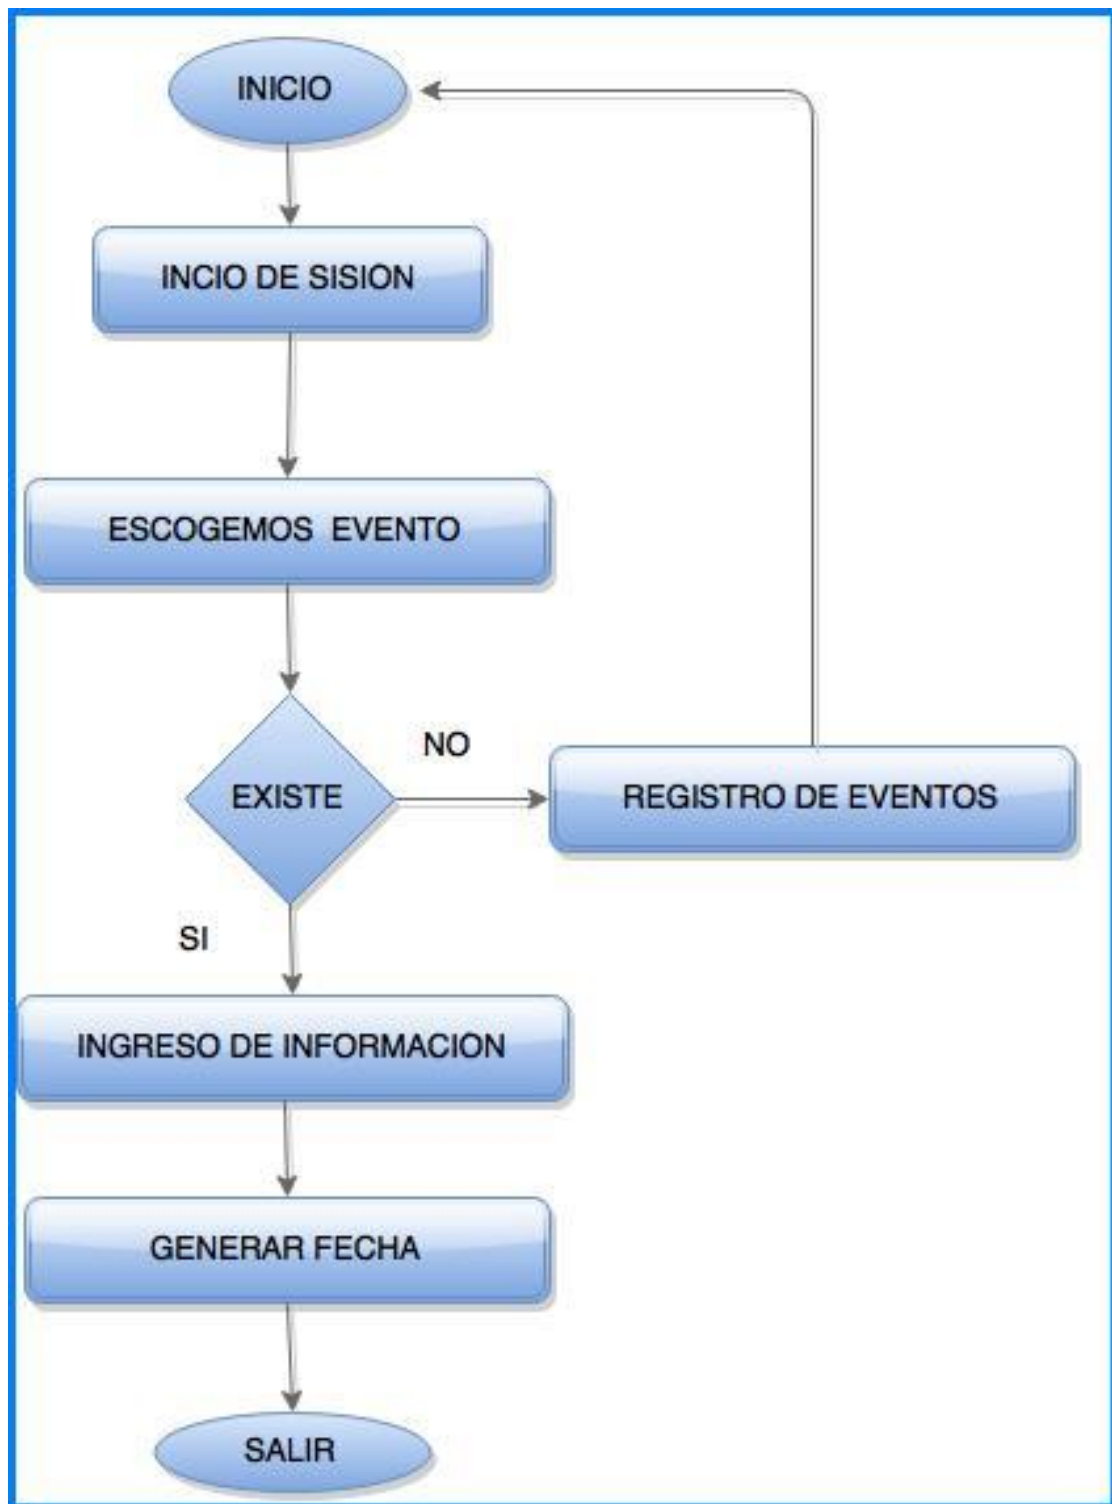 INICIO
INCIO DE SISION
ESCOGEMOS EVENTO
EXISTE
NO
REGISTRO DE EVENTOS
SI
INGRESO DE INFORMACION
GENERAR FECHA
SALIR